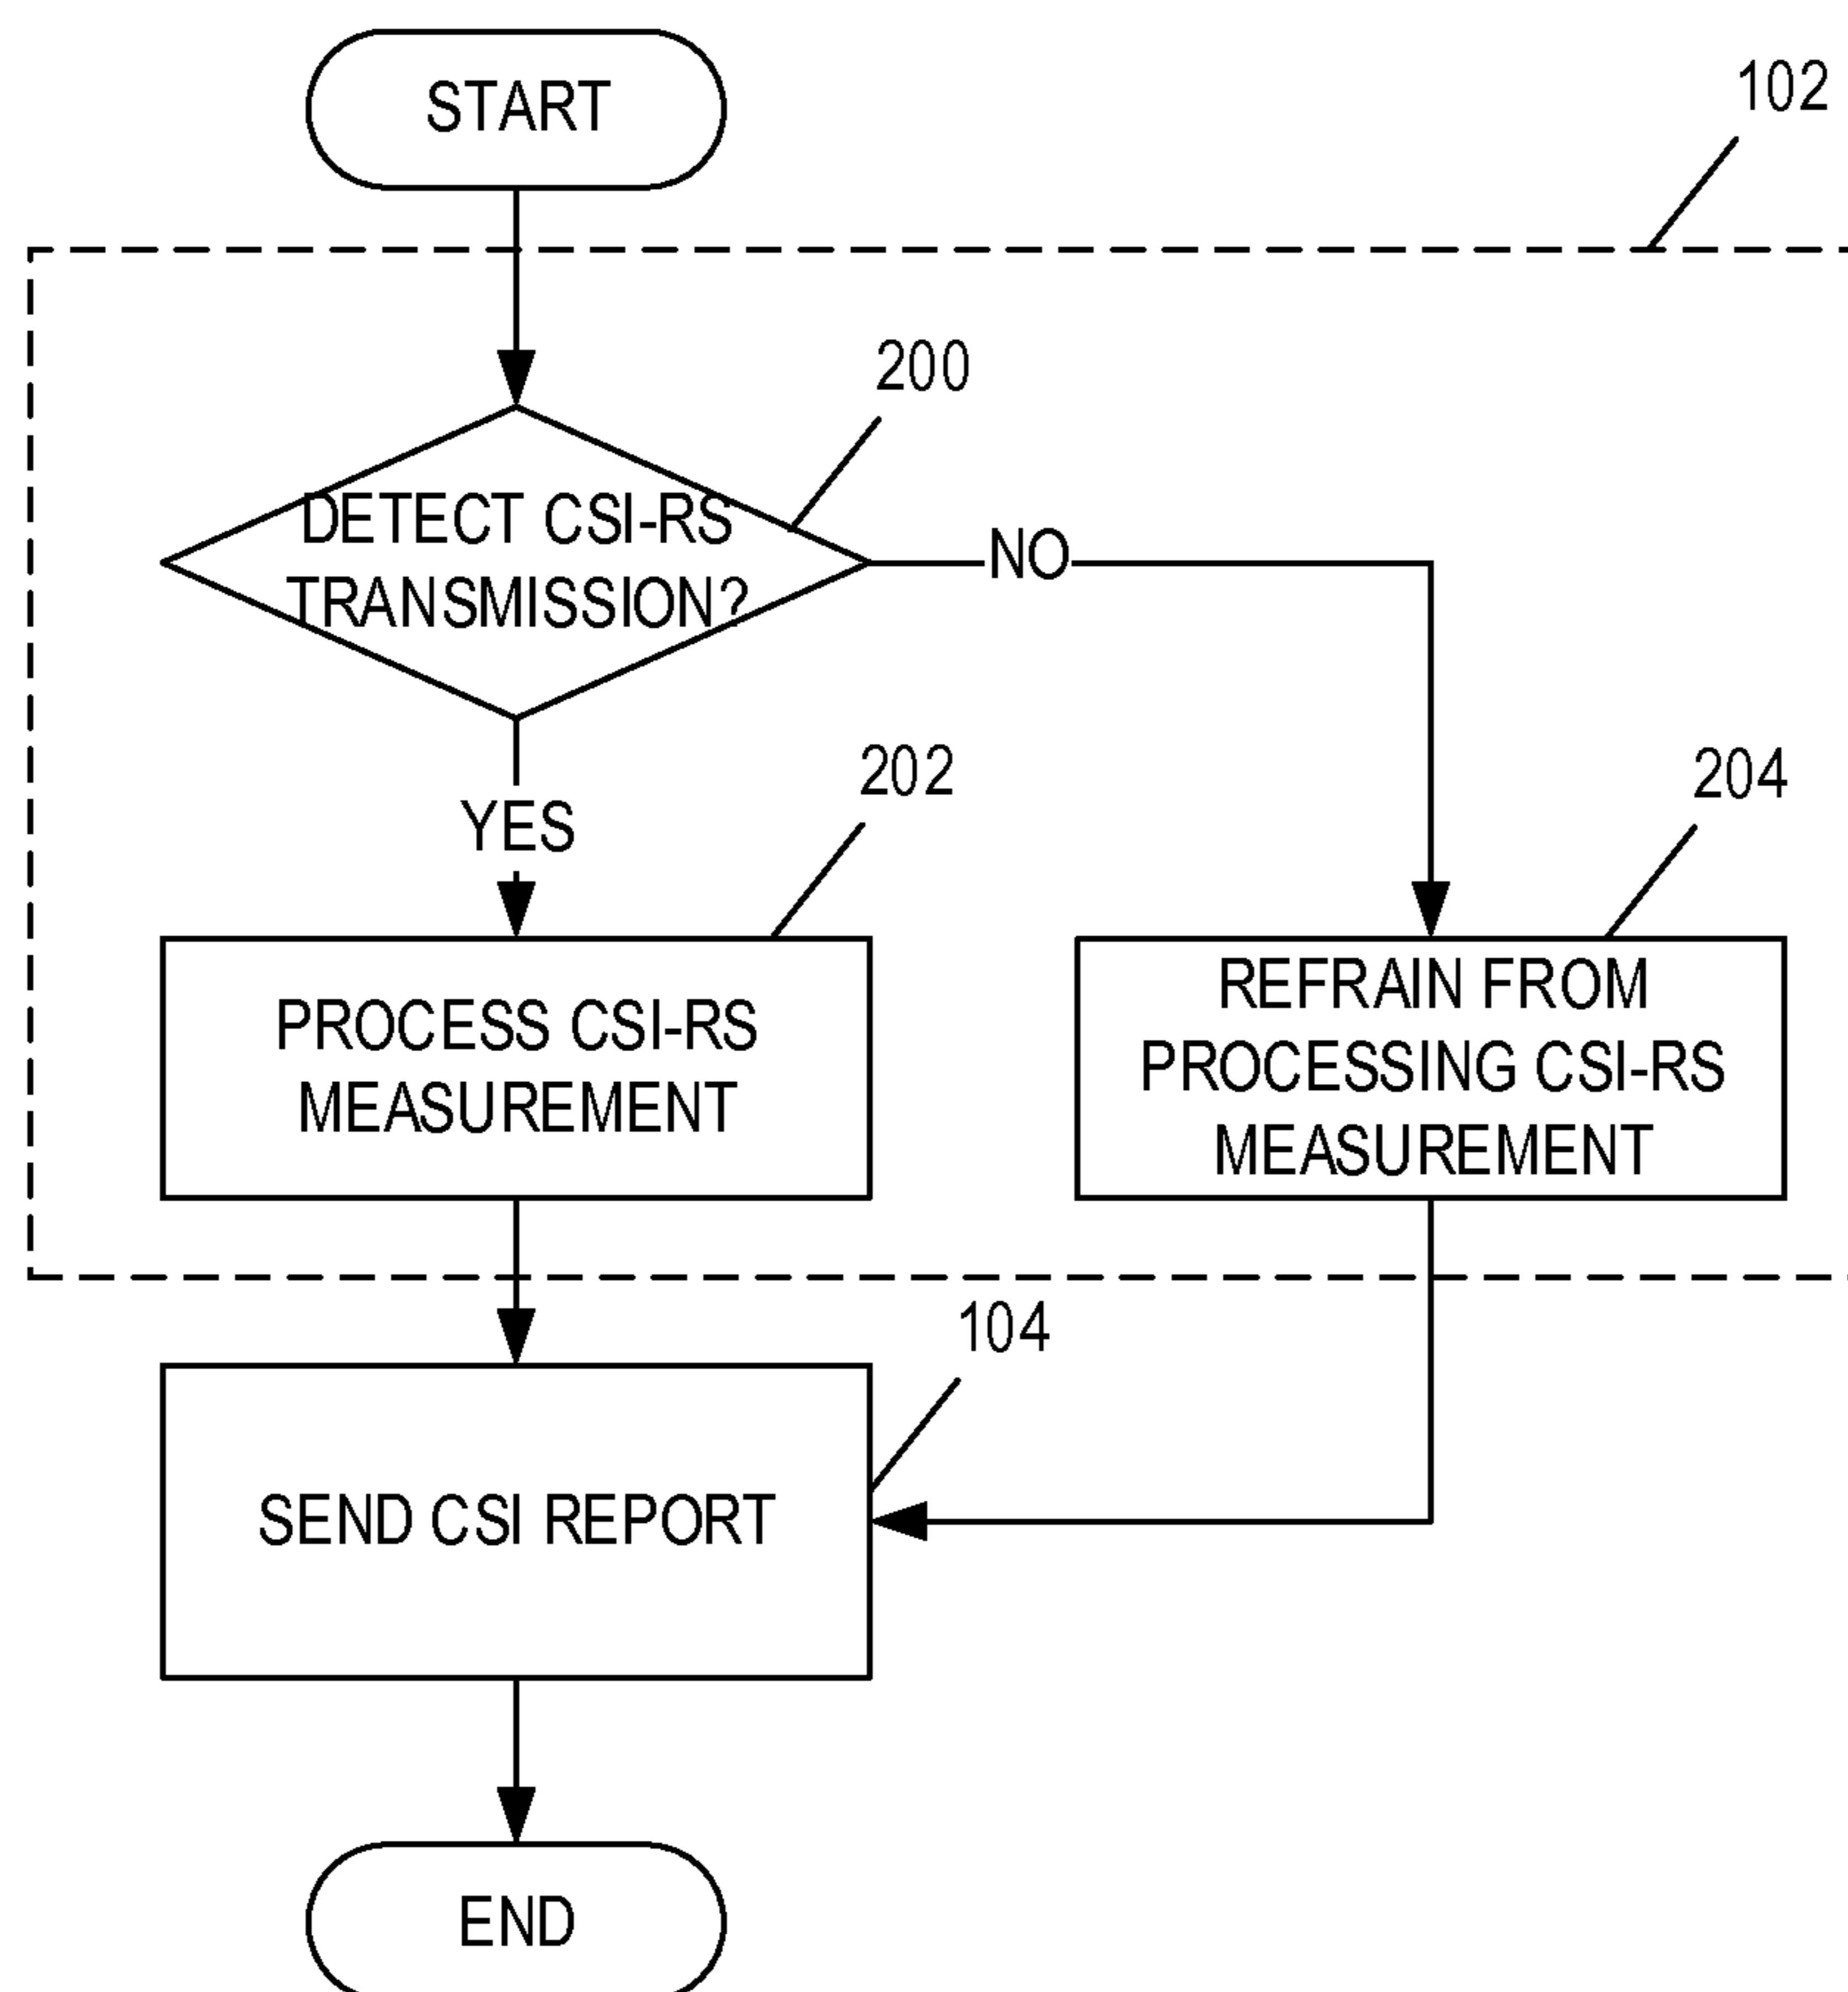 START
102
200
DETECT CSI-RS
TRANSMISSION?
NO
YES
202
204
PROCESS CSI-RS
MEASUREMENT
REFRAIN FROM
PROCESSING CSI-RS
MEASUREMENT
104
SEND CSI REPORT
END